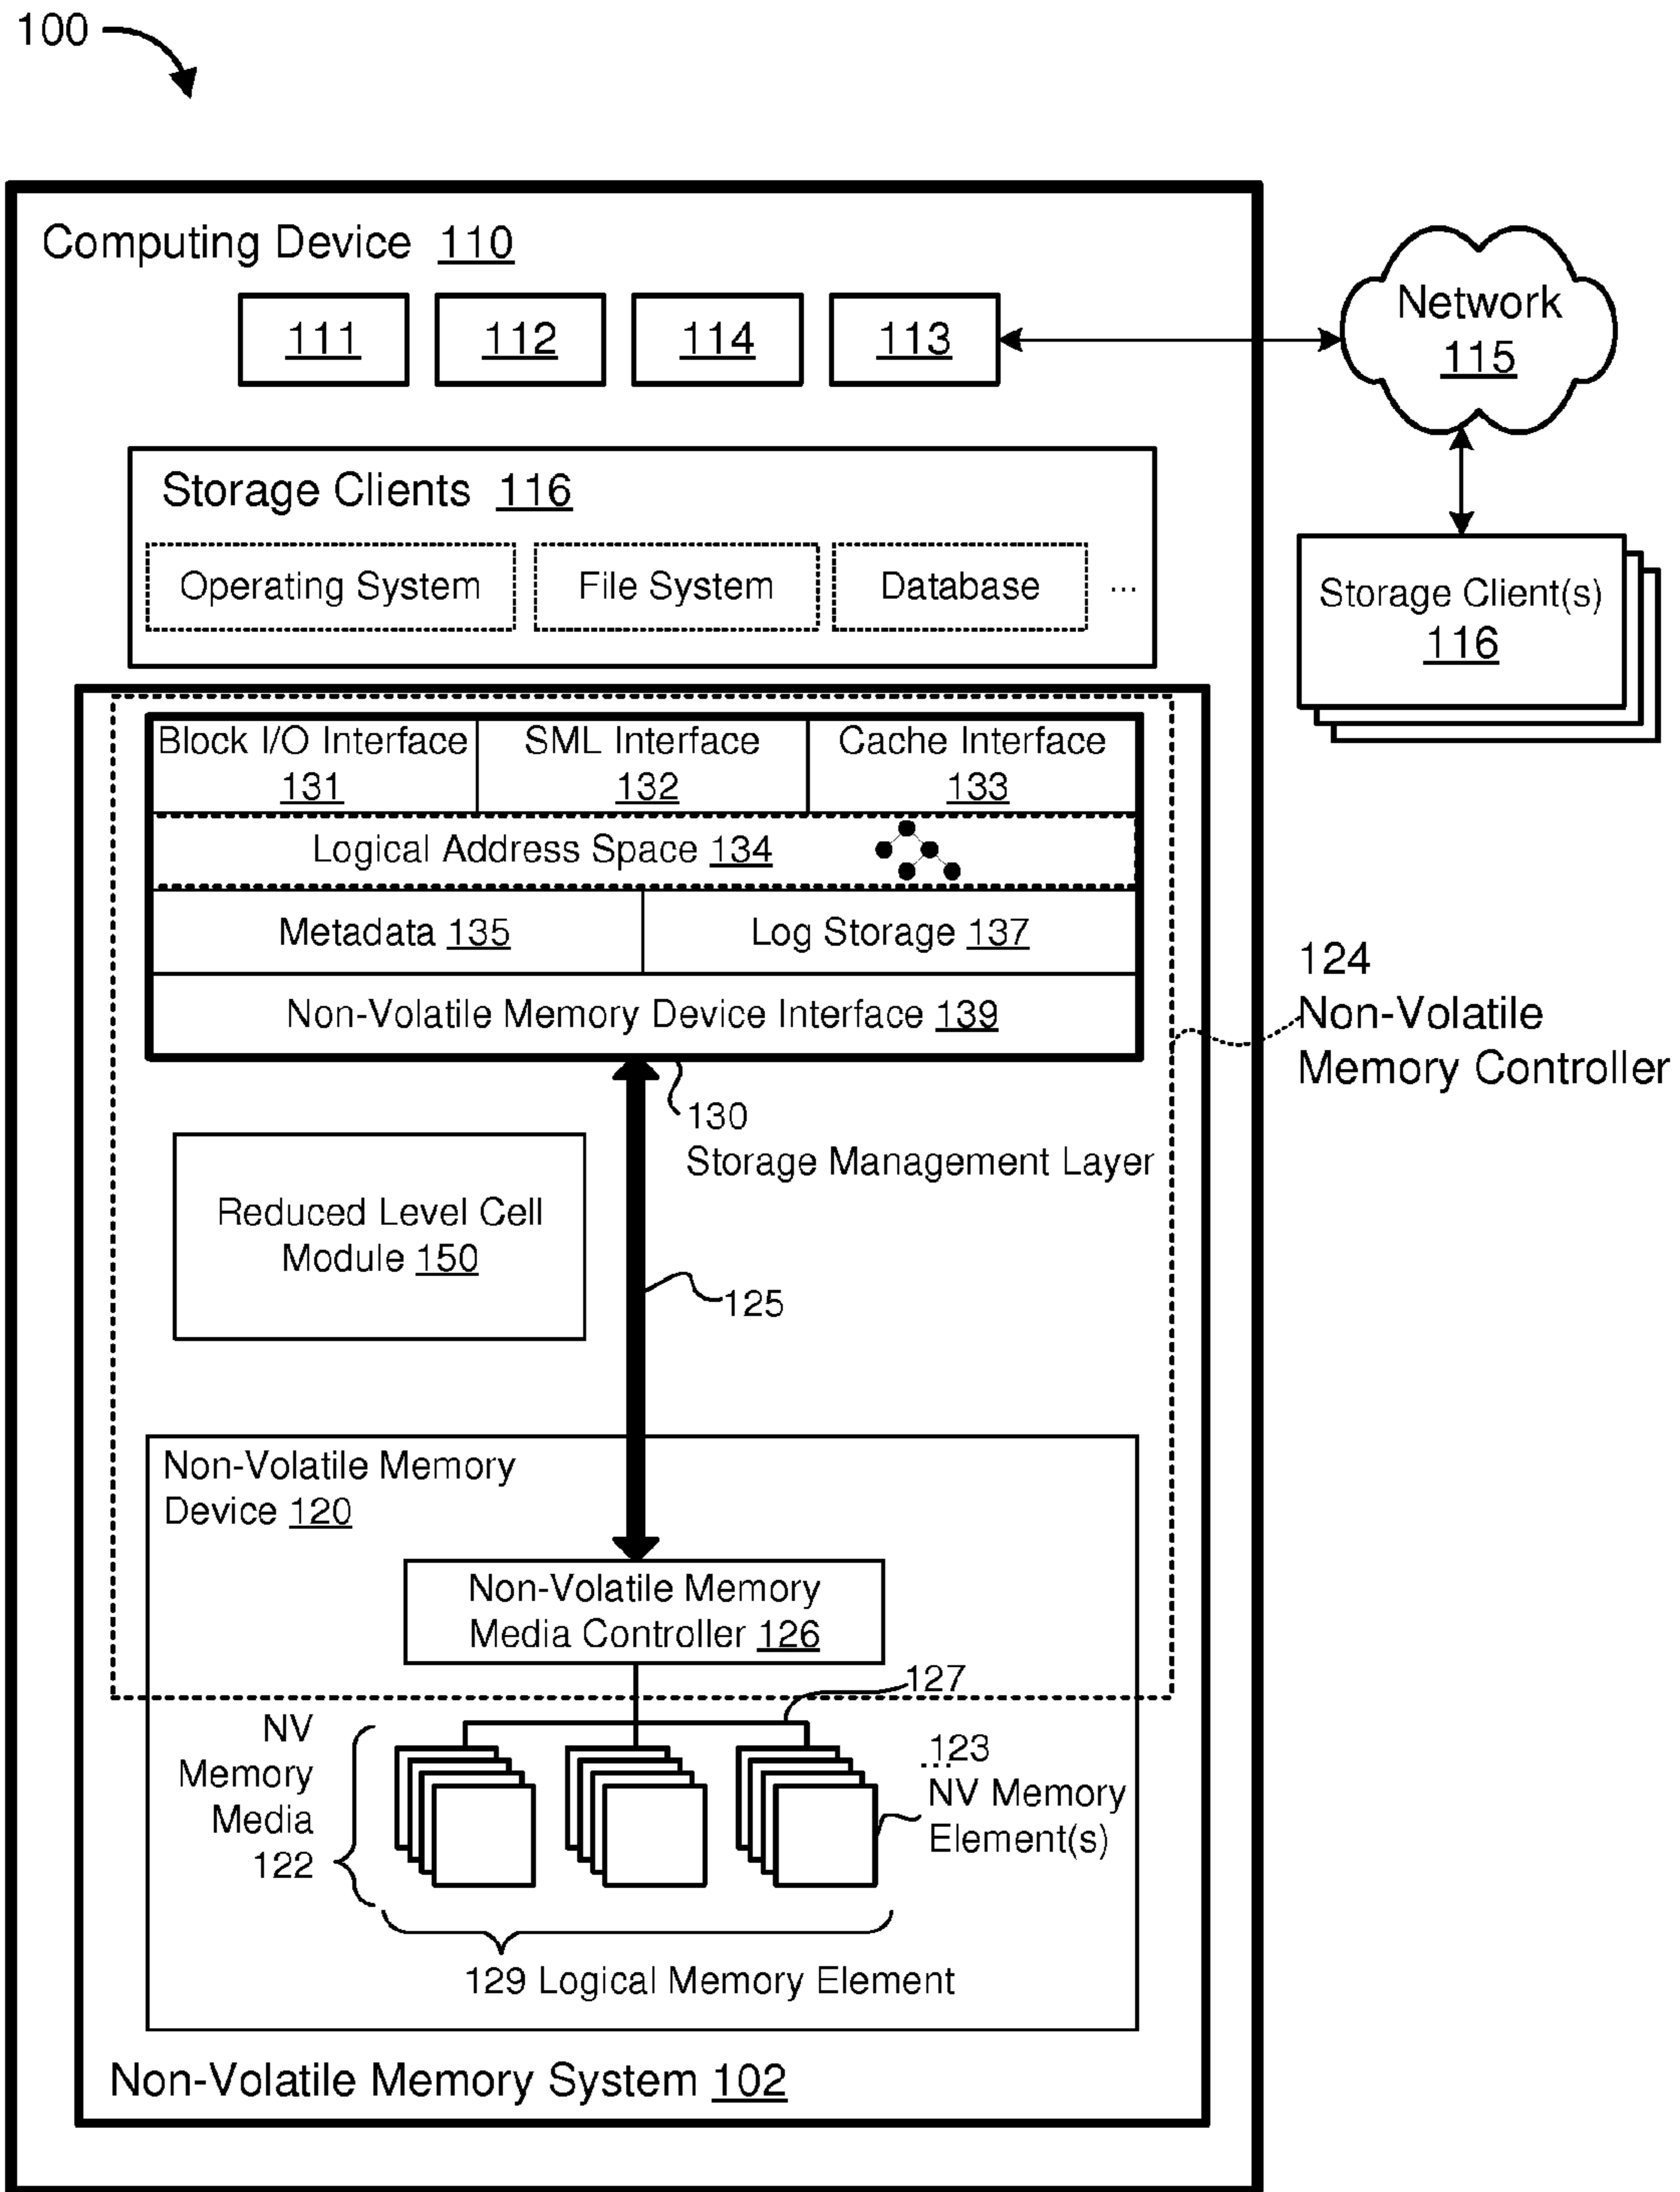 100
Computing Device 110
111 112 114 113
Network
115
Storage Clients 116
Operating System File System Database ...
Storage Client(s)
116
Block I/O Interface
131
SML Interface
132
Cache Interface
133
Logical Address Space 134
Metadata 135 Log Storage 137
Non-Volatile Memory Device Interface 139
124
Non-Volatile
Memory Controller
130
Storage Management Layer
Reduced Level Cell
Module 150
125
Non-Volatile Memory
Device 120
Non-Volatile Memory
Media Controller 126
127
NV
Memory
Media
122
...
123
NV Memory
Element(s)
129 Logical Memory Element
Non-Volatile Memory System 102